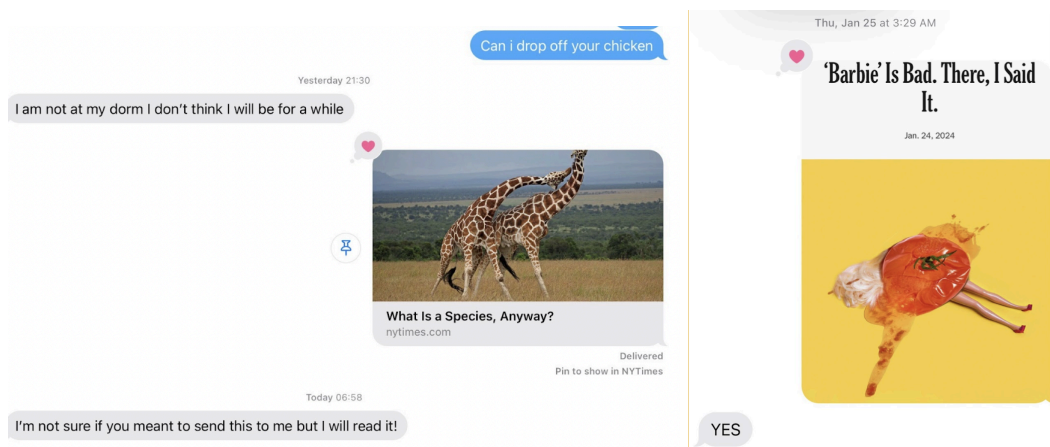 Can i drop off your chicken
Yesterday 21:30
I am not at my dorm I don't think I will be for a while
What Is a Species, Anyway?
nytimes.com
Delivered
Pin to show in NYTimes
Today 06:58
I'm not sure if you meant to send this to me but I will read it!
Thu, Jan 25 at 3:29 AM
‘Barbie’ Is Bad. There, I Said
It.
Jan. 24, 2024
YES